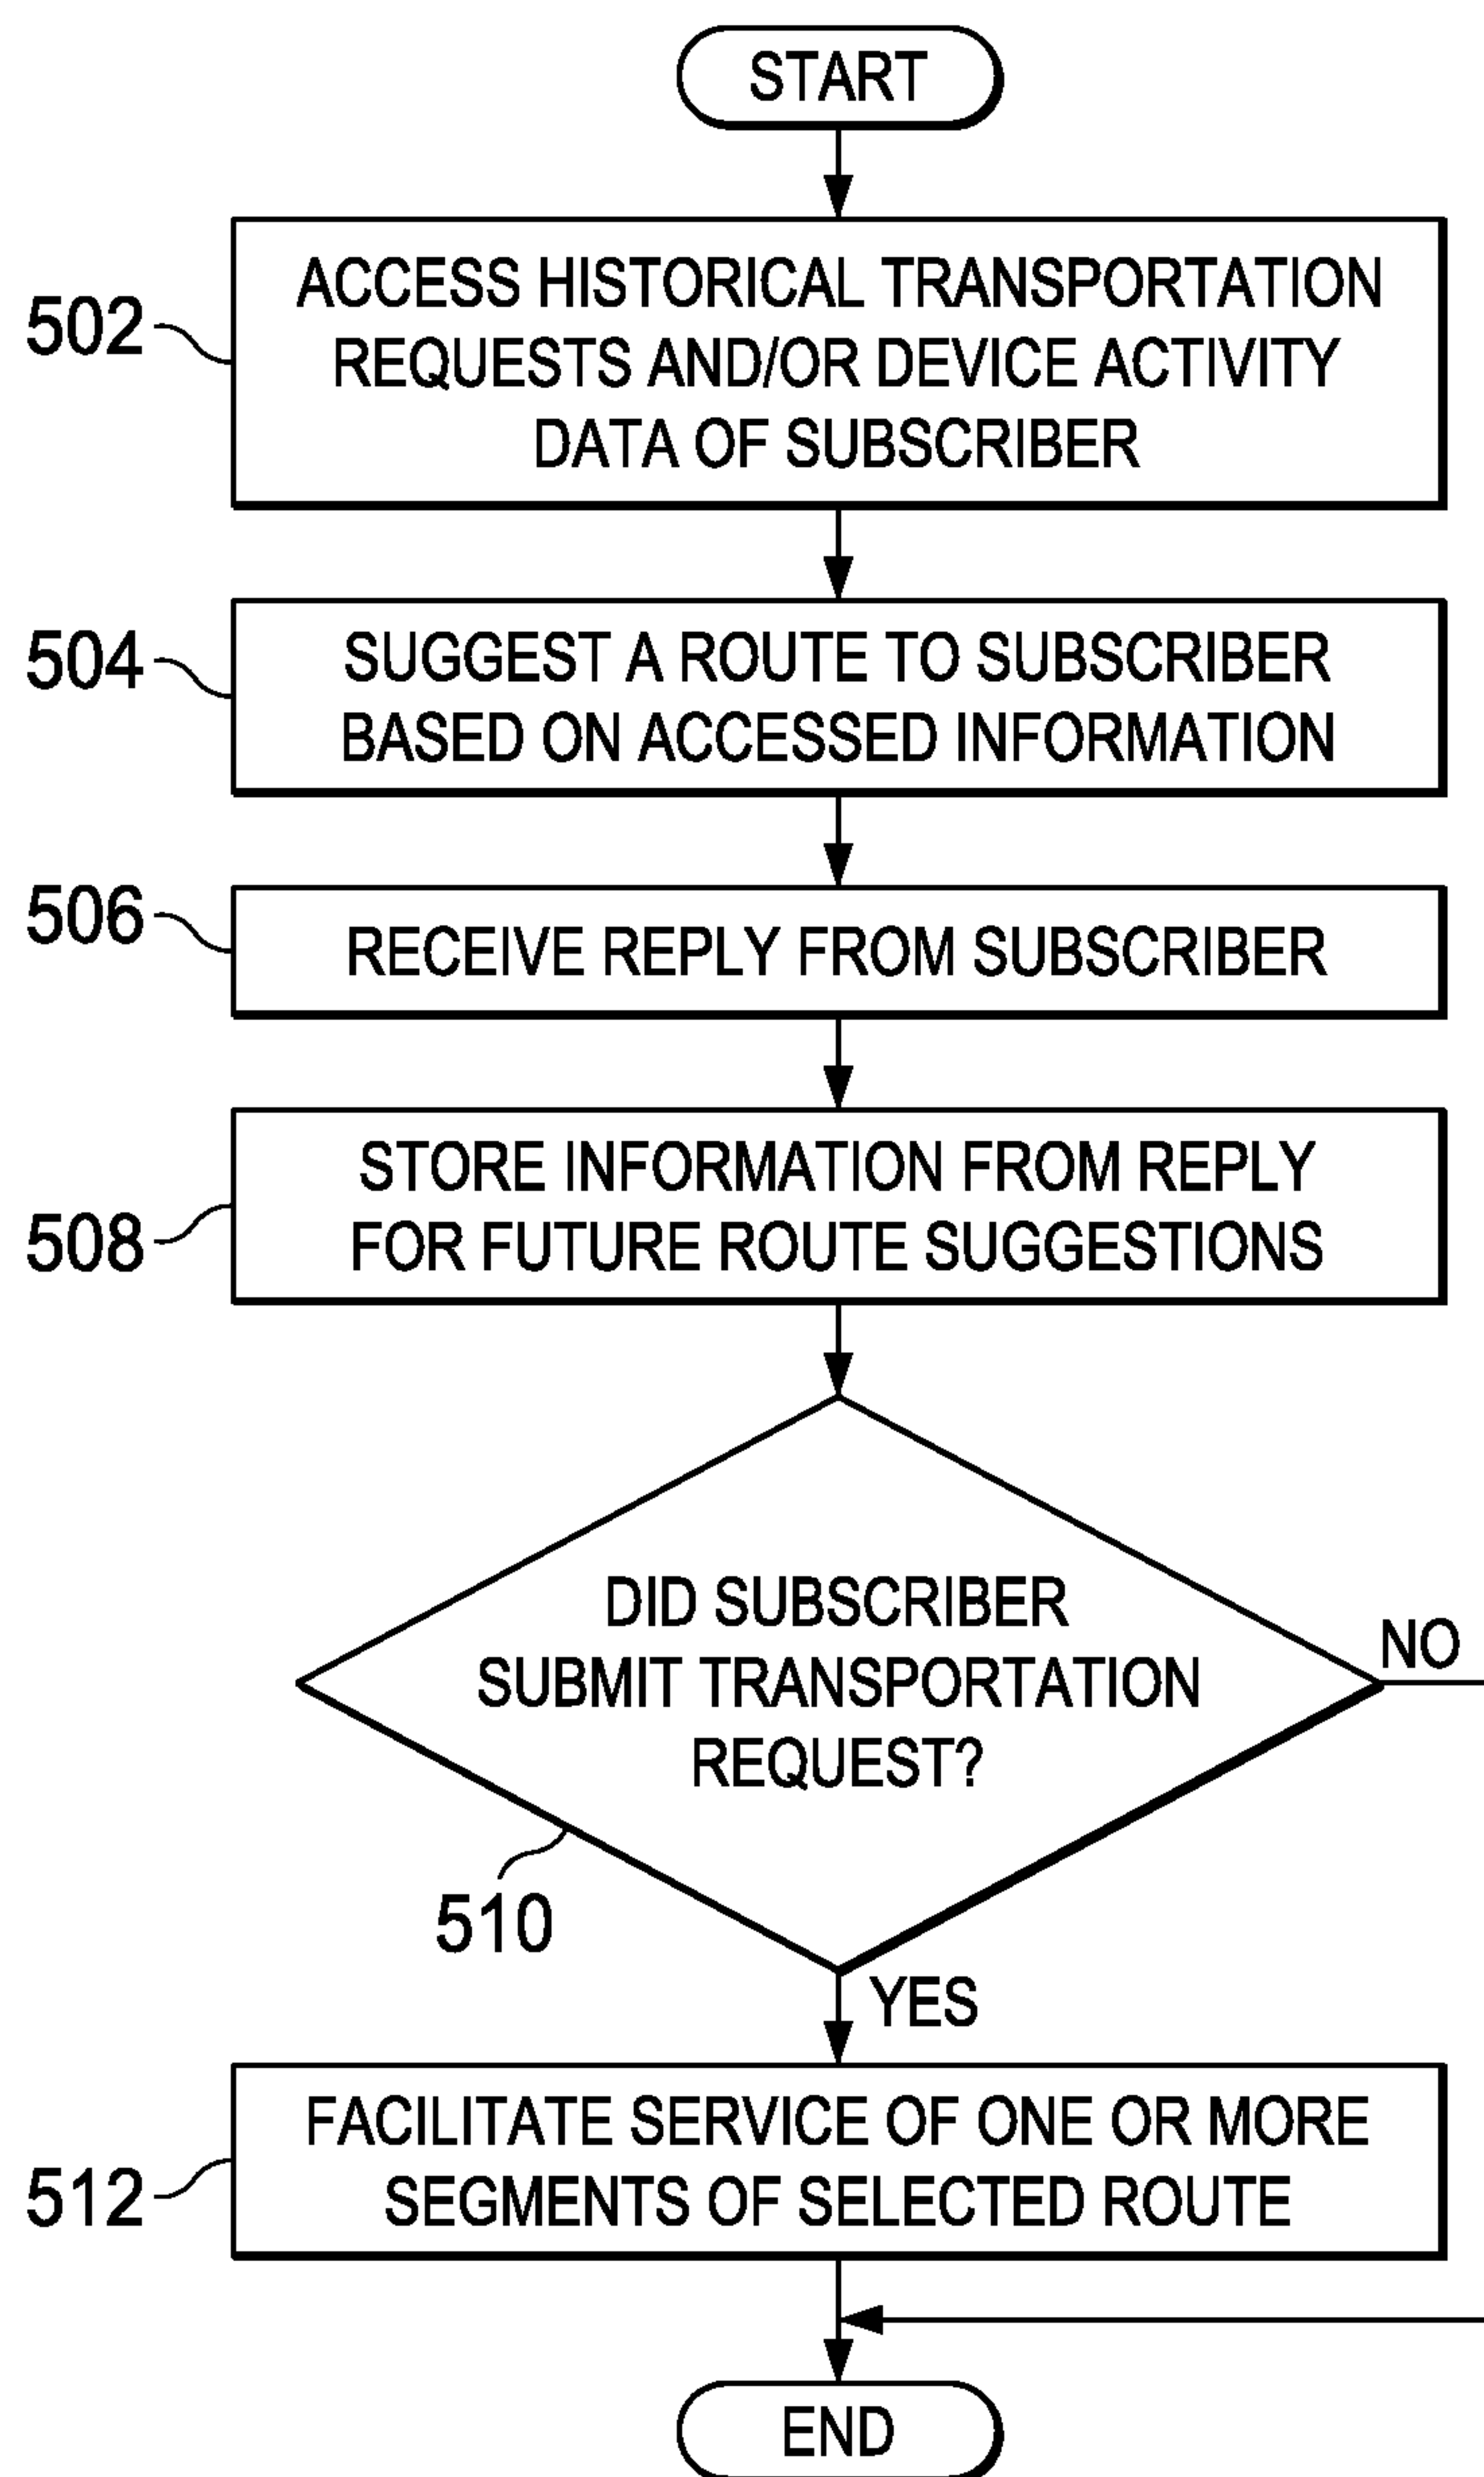 START
502
ACCESS HISTORICAL TRANSPORTATION
REQUESTS AND/OR DEVICE ACTIVITY
DATA OF SUBSCRIBER
504
SUGGEST A ROUTE TO SUBSCRIBER
BASED ON ACCESSED INFORMATION
506
RECEIVE REPLY FROM SUBSCRIBER
508
STORE INFORMATION FROM REPLY
FOR FUTURE ROUTE SUGGESTIONS
DID SUBSCRIBER
SUBMIT TRANSPORTATION
REQUEST?
NO
510
YES
512
FACILITATE SERVICE OF ONE OR MORE
SEGMENTS OF SELECTED ROUTE
END